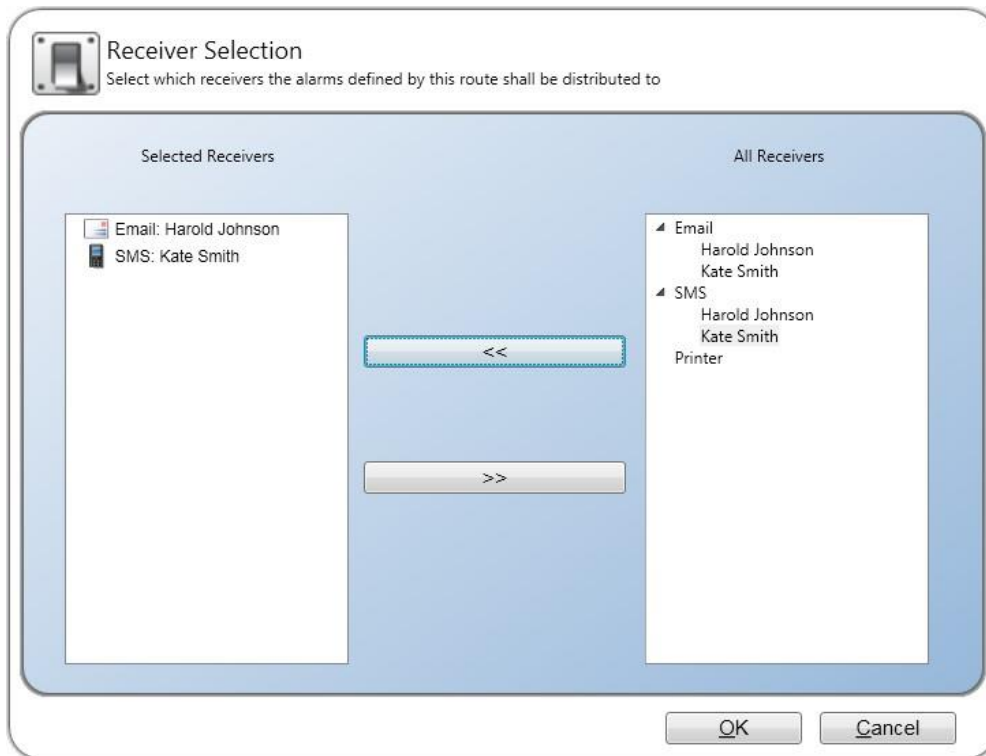 Receiver Selection
Select which receivers the alarms defined by this route shall be distributed to
Selected Receivers
Email: Harold Johnson
SMS: Kate Smith
<<
>>
All Receivers
Email
Harold Johnson
Kate Smith
SMS
Harold Johnson
Kate Smith
Printer
OK
Cancel